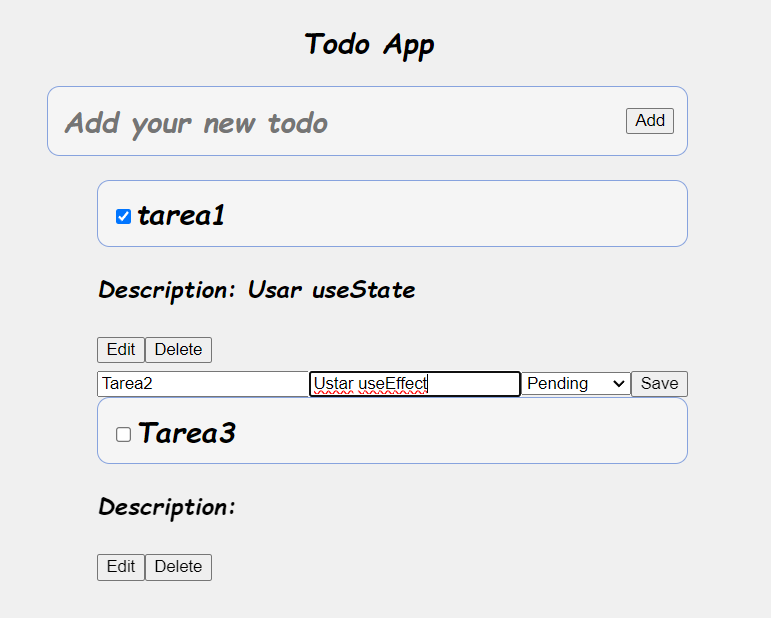 Todo App
Add your new todo Add
tarea1
Description: Usar useState
Edit Delete
Tarea2 Ustar useEffect Pending Save
Tarea3
Description:
Edit Delete